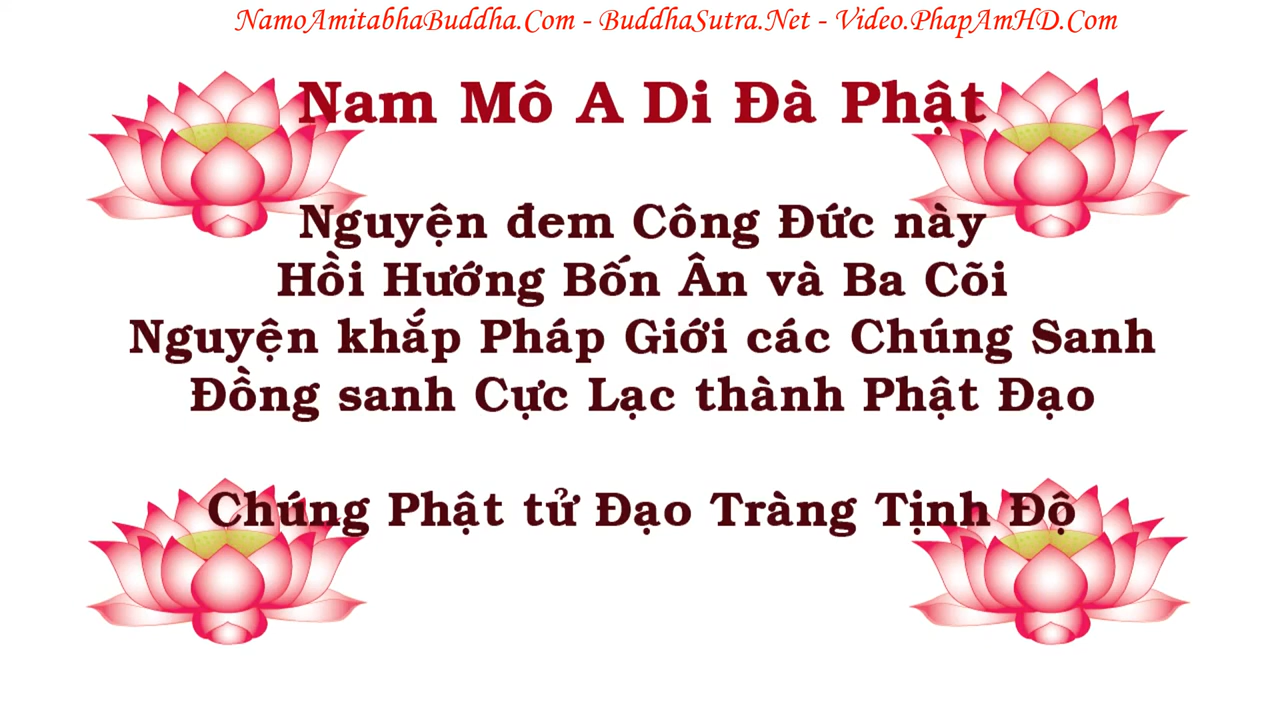 NamoAmitabhaBuddha.Com - BuddhaSutra.Net - Video.PhapAmHD.Com
Nam Mô A Di Đà Phật
Nguyện đem Công Đức này
Hồi Hướng Bốn Ân và Ba Cõi
Nguyện khắp Pháp Giới các Chúng Sanh
Đồng sanh Cực Lạc thành Phật Đạo
Chúng Phật tử Đạo Tràng Tịnh Độ